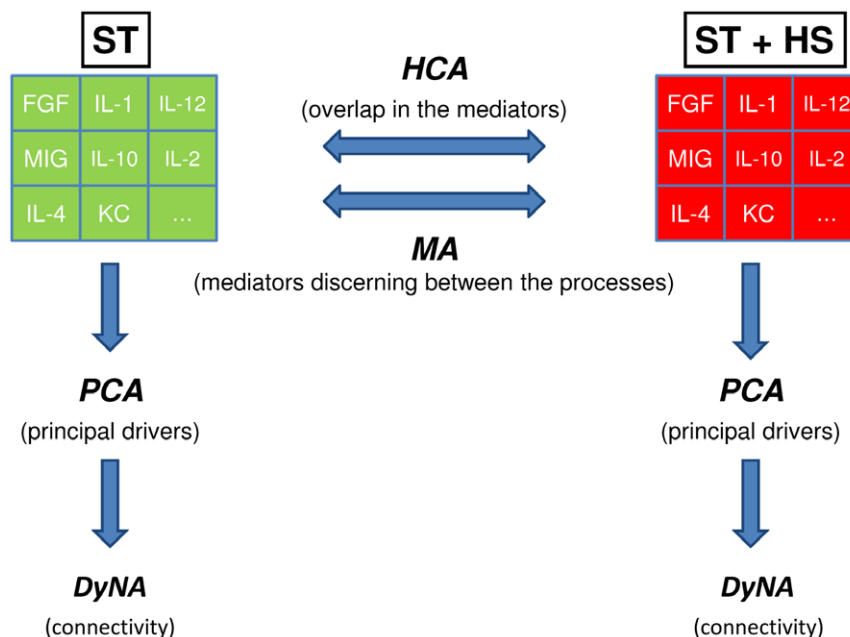 ST
ST + HS
FGF IL-1 IL-12
MIG IL-10 IL-2
IL-4 KC ...
HCA
(overlap in the mediators)
MA
(mediators discerning between the processes)
FGF IL-1 IL-12
MIG IL-10 IL-2
IL-4 KC ...
PCA
(principal drivers)
PCA
(principal drivers)
DyNA
(connectivity)
DyNA
(connectivity)